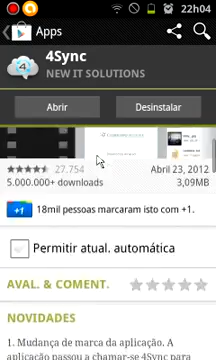 22h04
Apps
4Sync
NEW IT SOLUTIONS
Abrir Desinstalar
27.754 Abril 23, 2012
5.000.000+ downloads 3,09MB
+1 18mil pessoas marcaram isto com +1.
Permitir atual. automática
AVAL. & COMENT.
NOVIDADES
1. Mudança de marca da aplicação. A
aplicação passou a chamar-se 4Sync para